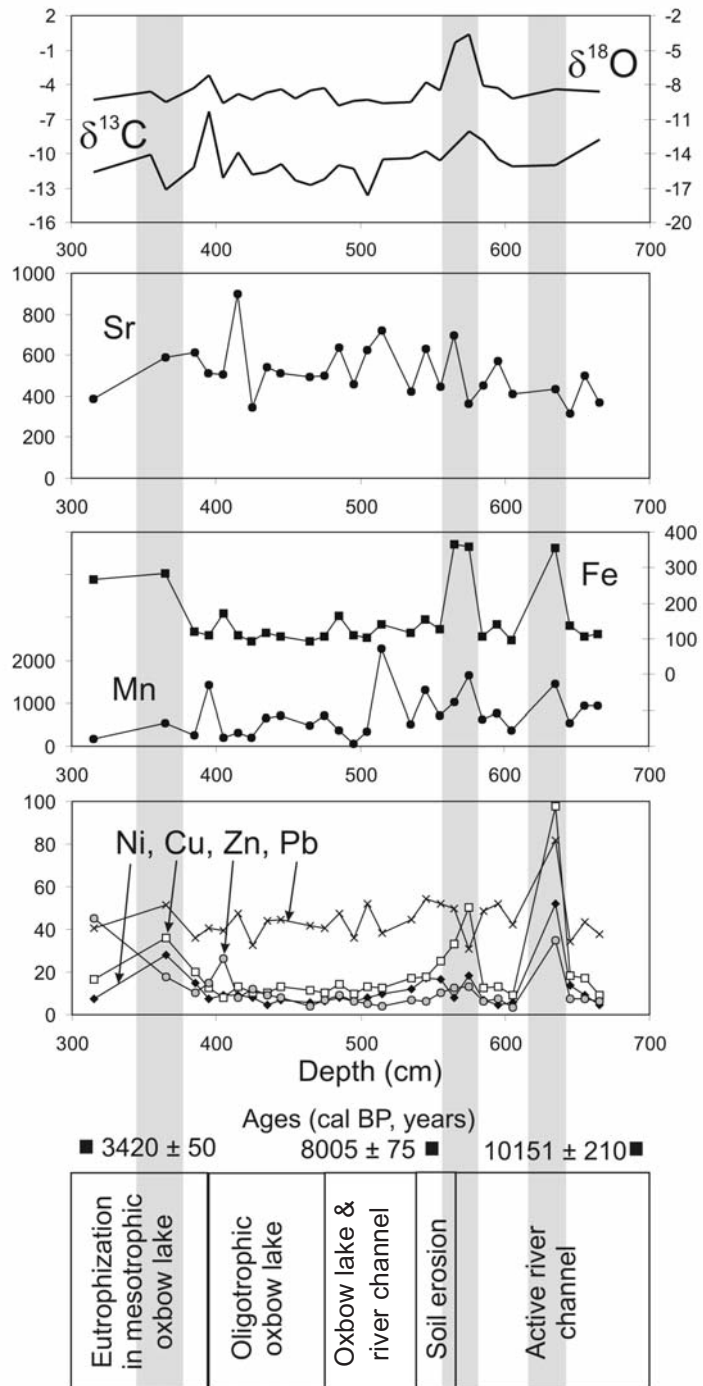 2 -2
-1 -5
-4 δ18O -8
-7 -11
δ13C
-10 -14
-13 -17
-16 -20
300 400 500 600 700
1000
800 Sr
600
400
200
0
300 400 500 600 700
400
Fe 300
200
100
2000 Mn 0
1000
0
300 400 500 600 700
100
80 Ni, Cu, Zn, Pb
60
40
20
0
300 400 500 600 700
Depth (cm)
Ages (cal BP, years)
3420 ± 50 8005 ± 75 10151 ± 210
Eutrophization
in mesotrophic
oxbow lake
Oligotrophic
oxbow lake
Oxbow lake &
river channel
Soil erosion
Active river
channel